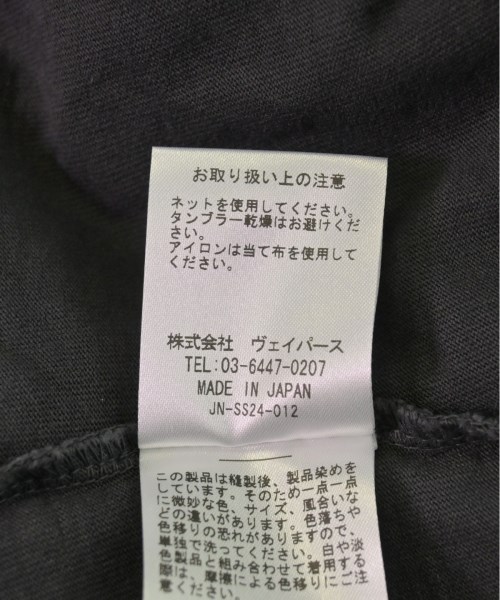 お取り扱い上の注意
ネットを使用してください。
タンブラー乾燥はお避けくだ
さい。
アイロンは当て布を使用して
ください。
株式会社　ヴェイパース
TEL:03-6447-0207
MADE IN JAPAN
JN-SS24-012
この製品は縫製後、製品染めを
しています。そのため一点一点
に微妙な色、サイズ、風合いな
どの違いがあります。色落ちや
色移りの恐れがありますので、
単独で洗ってください。白や淡
色製品と組み合わせて着用する
際は、摩擦による色移りにご注
意ください。